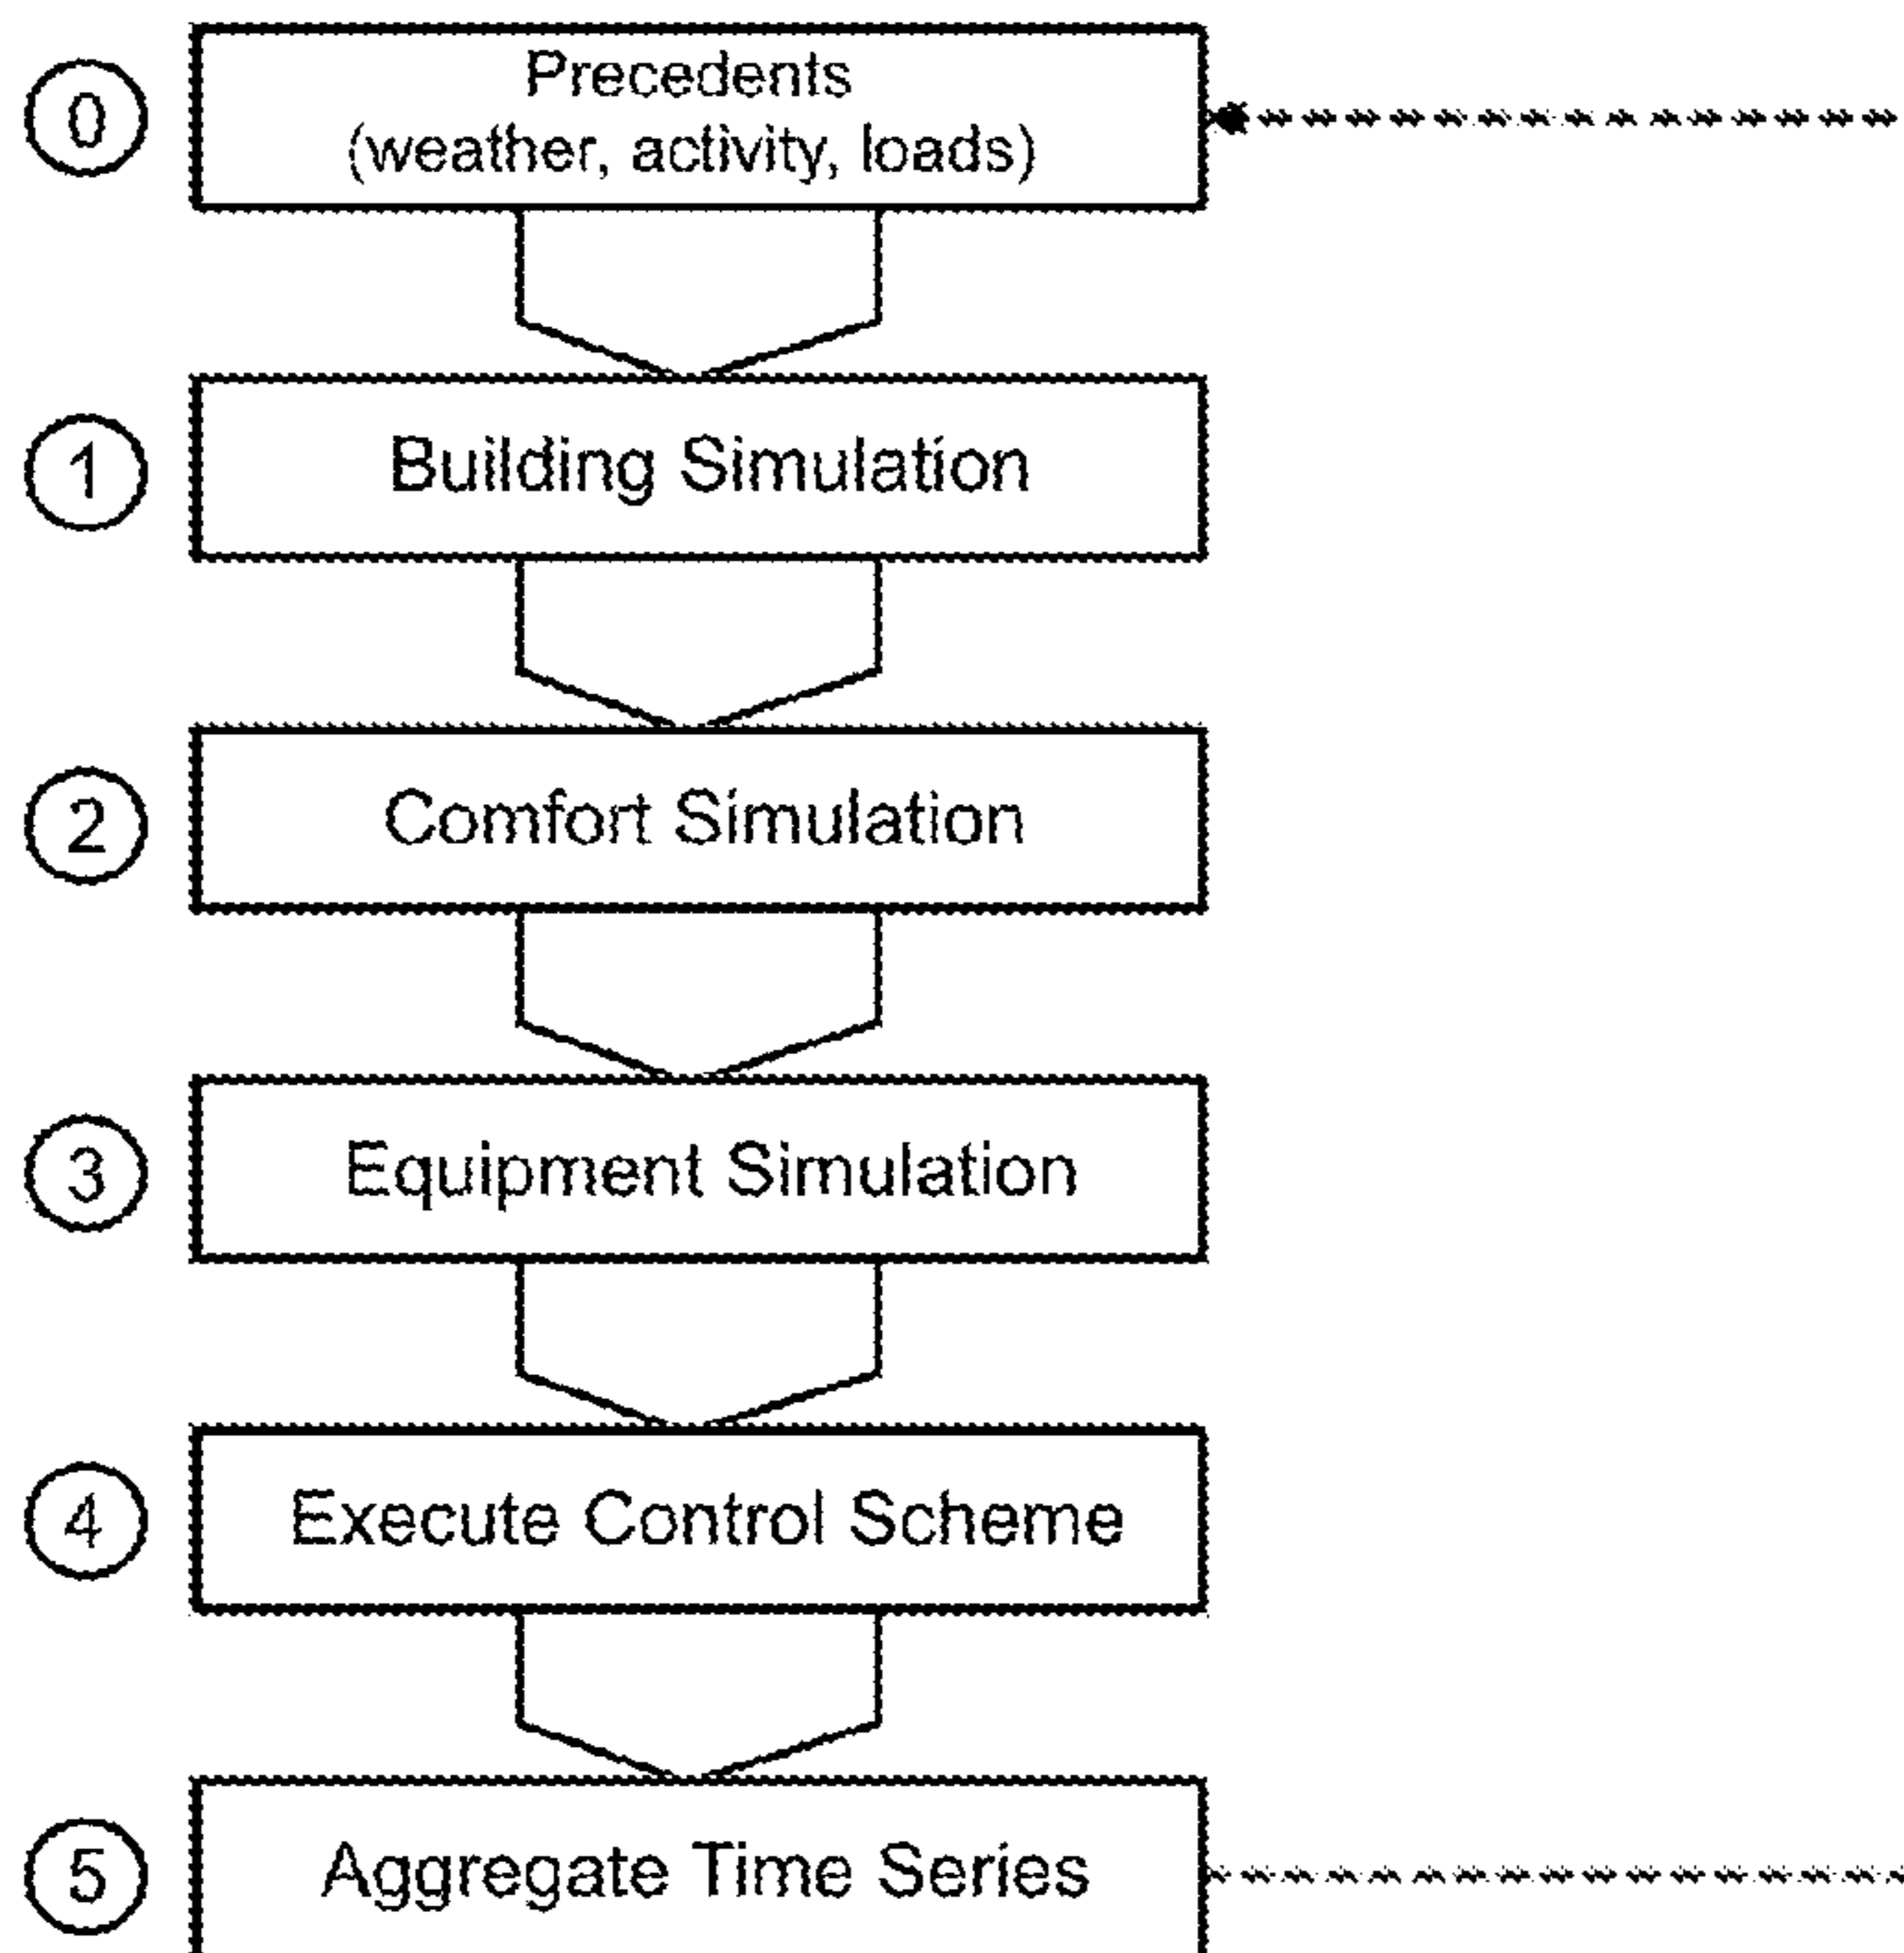 0
Precedents
(weather, activity, loads)
1
Building Simulation
2
Comfort Simulation
3
Equipment Simulation
4
Execute Control Scheme
5
Aggregate Time Series